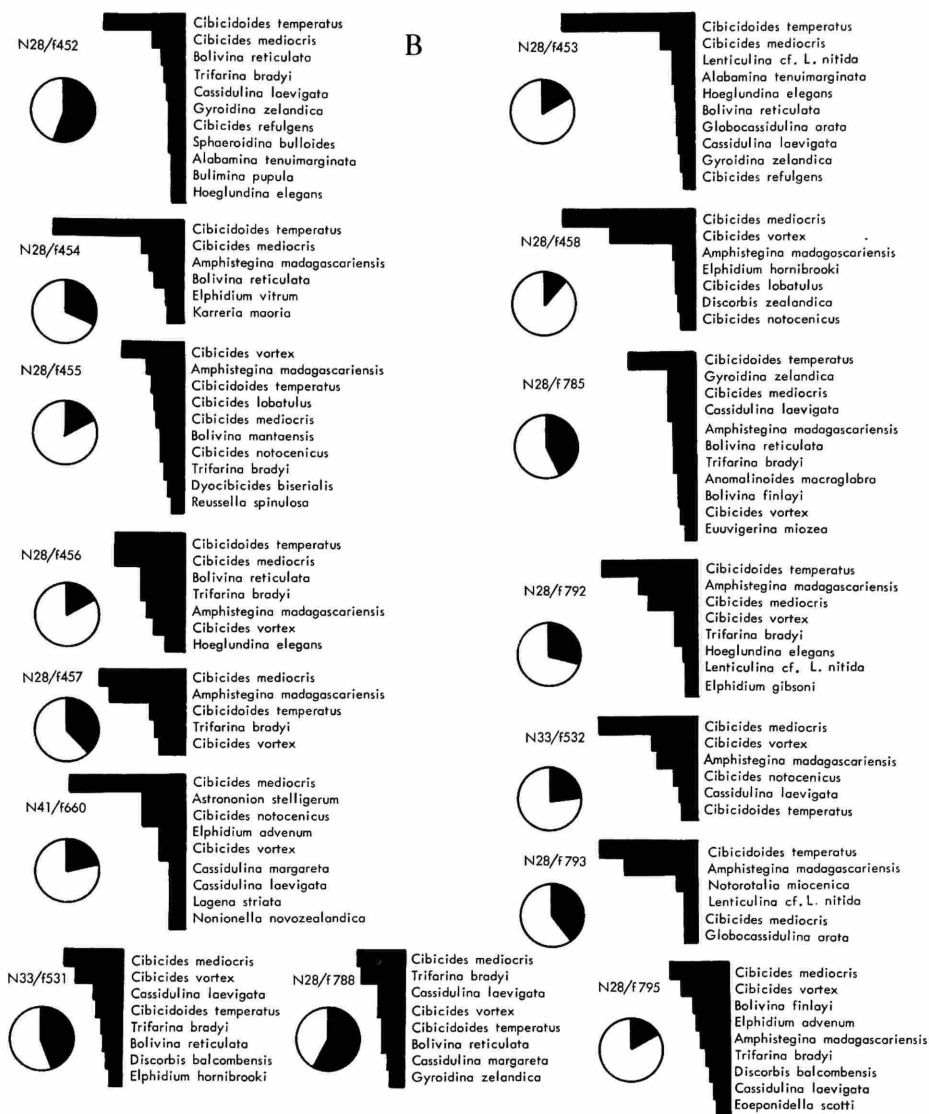 N28/f452
Cibicidoides temperatus
Cibicides mediocris
Bolivina reticulata
Trifarina bradyi
Cassidulina laevigata
Gyroidina zelandica
Cibicides refulgens
Sphaeroidina bulloides
Alabamina tenuimarginata
Bulimina pupula
Hoeglundina elegans
B
N28/f453
Cibicidoides temperatus
Cibicides mediocris
Lenticulina cf. L. nitida
Alabamina tenuimarginata
Hoeglundina elegans
Bolivina reticulata
Globocassidulina arata
Cassidulina laevigata
Gyroidina zelandica
Cibicides refulgens
N28/f454
Cibicidoides temperatus
Cibicides mediocris
Amphistegina madagascariensis
Bolivina reticulata
Elphidium vitrum
Karreria maoria
N28/f458
Cibicides mediocris
Cibicides vortex
Amphistegina madagascariensis
Elphidium hornibrooki
Cibicides lobatulus
Discorbis zealandica
Cibicides notocenicus
N28/f455
Cibicides vortex
Amphistegina madagascariensis
Cibicidoides temperatus
Cibicides lobatulus
Cibicides mediocris
Bolivina mantaensis
Cibicides notocenicus
Trifarina bradyi
Dyocibicides biserialis
Reussella spinulosa
N28/f785
Cibicidoides temperatus
Gyroidina zelandica
Cibicides mediocris
Cassidulina laevigata
Amphistegina madagascariensis
Bolivina reticulata
Trifarina bradyi
Anomalinoides macraglabra
Bolivina finlayi
Cibicides vortex
Euuvigerina miozea
N28/f456
Cibicidoides temperatus
Cibicides mediocris
Bolivina reticulata
Trifarina bradyi
Amphistegina madagascariensis
Cibicides vortex
Hoeglundina elegans
N28/f792
Cibicidoides temperatus
Amphistegina madagascariensis
Cibicides mediocris
Cibicides vortex
Trifarina bradyi
Hoeglundina elegans
Lenticulina cf. L. nitida
Elphidium gibsoni
N28/f457
Cibicides mediocris
Amphistegina madagascariensis
Cibicidoides temperatus
Trifarina bradyi
Cibicides vortex
N33/f532
Cibicides mediocris
Cibicides vortex
Amphistegina madagascariensis
Cibicides notocenicus
Cassidulina laevigata
Cibicidoides temperatus
N41/f660
Cibicides mediocris
Astrononion stelligerum
Cibicides notocenicus
Elphidium advenum
Cibicides vortex
Cassidulina margareta
Cassidulina laevigata
Lagena striata
Nonionella novozealandica
N28/f793
Cibicidoides temperatus
Amphistegina madagascariensis
Notorotalia miocenica
Lenticulina cf. L. nitida
Cibicides mediocris
Globocassidulina arata
N33/f531
Cibicides mediocris
Cibicides vortex
Cassidulina laevigata
Cibicidoides temperatus
Trifarina bradyi
Bolivina reticulata
Discorbis balcombensis
Elphidium hornibrooki
N28/f788
Cibicides mediocris
Trifarina bradyi
Cassidulina laevigata
Cibicides vortex
Cibicidoides temperatus
Bolivina reticulata
Cassidulina margareta
Gyroidina zelandica
N28/f795
Cibicides mediocris
Cibicides vortex
Bolivina finlayi
Elphidium advenum
Amphistegina madagascariensis
Trifarina bradyi
Discorbis balcombensis
Cassidulina laevigata
Eoeponidella scotti